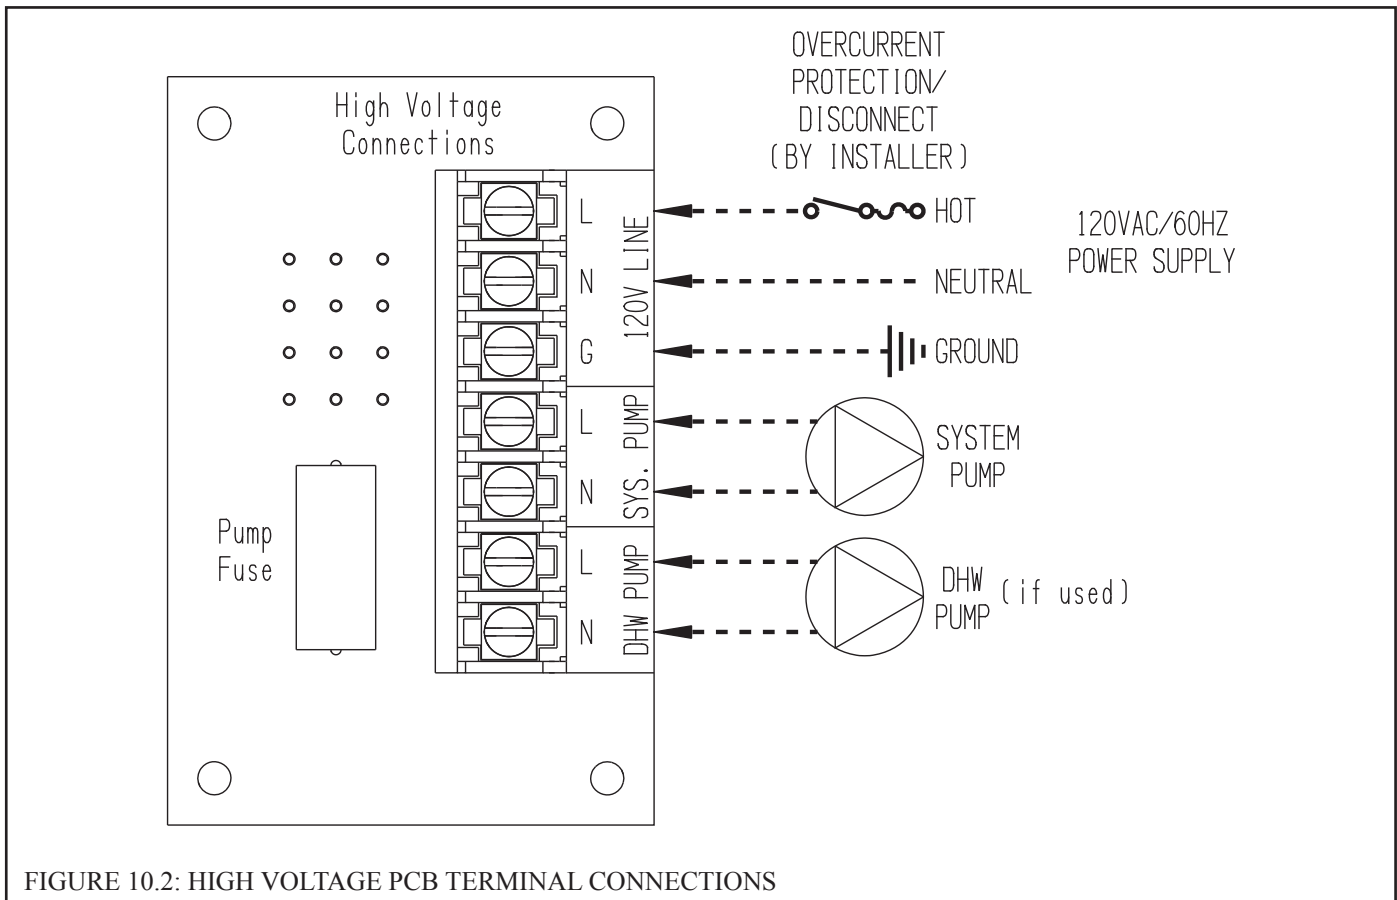 OVERCURRENT
PROTECTION/
DISCONNECT
(BY INSTALLER)
High Voltage
Connections
L
N
G
120V LINE
HOT
NEUTRAL
GROUND
120VAC/60HZ
POWER SUPPLY
L
N
SYS. PUMP
SYSTEM
PUMP
L
N
DHW PUMP
DHW
PUMP
(if used)
Pump
Fuse
FIGURE 10.2: HIGH VOLTAGE PCB TERMINAL CONNECTIONS